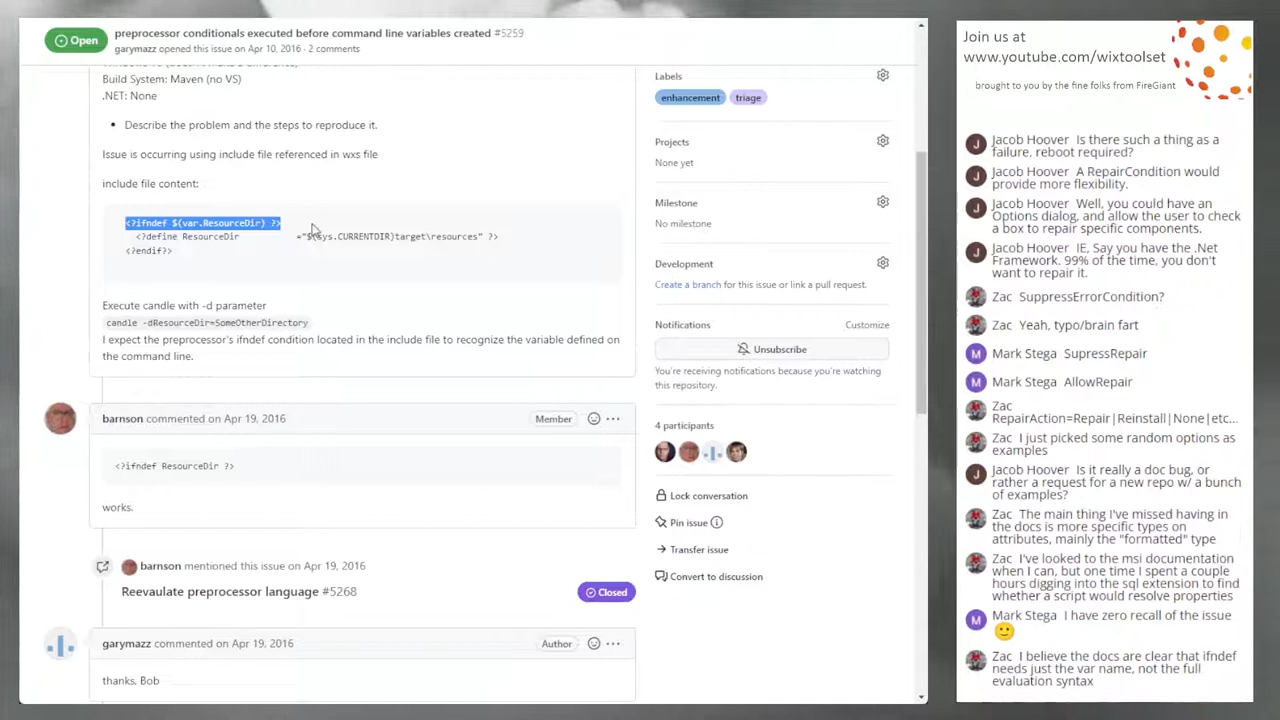 Open
preprocessor conditionals executed before command line variables created #5259
garymazz opened this issue on Apr 10, 2016 · 2 comments
Build System: Maven (no VS)
.NET: None
• Describe the problem and the steps to reproduce it.
Issue is occurring using include file referenced in wxs file
include file content:
<?ifndef $(var.ResourceDir) ?>
<?define ResourceDir ="$(sys.CURRENTDIR)target\resources" ?>
<?endif?>
Execute candle with -d parameter
candle -dResourceDir=SomeOtherDirectory
I expect the preprocessor's ifndef condition located in the include file to recognize the variable defined on
the command line.
barnson commented on Apr 19, 2016
Member
<?ifndef ResourceDir ?>
works.
barnson mentioned this issue on Apr 19, 2016
Reevaulate preprocessor language #5268
Closed
garymazz commented on Apr 19, 2016
Author
thanks, Bob
Labels
enhancement triage
Projects
None yet
Milestone
No milestone
Development
Create a branch for this issue or link a pull request.
Notifications
Customize
Unsubscribe
You're receiving notifications because you're watching
this repository.
4 participants
Lock conversation
Pin issue
Transfer issue
Convert to discussion
Join us at
www.youtube.com/wixtoolset
brought to you by the fine folks from FireGiant
Jacob Hoover Is there such a thing as a
failure, reboot required?
Jacob Hoover A RepairCondition would
provide more flexibility.
Jacob Hoover Well, you could have an
Options dialog, and allow the user to check
a box to repair specific components.
Jacob Hoover IE, Say you have the .Net
Framework. 99% of the time, you don't
want to repair it.
Zac SuppressErrorCondition?
Zac Yeah, typo/brain fart
Mark Stega SupressRepair
Mark Stega AllowRepair
Zac
RepairAction=Repair|Reinstall|None|etc...
Zac I just picked some random options as
examples
Jacob Hoover Is it really a doc bug, or
rather a request for a new repo w/ a bunch
of examples?
Zac The main thing I've missed having in
the docs is more specific types on
attributes, mainly the "formatted" type
Zac I've looked to the msi documentation
when I can, but one time I spent a couple
hours digging into the sql extension to find
whether a script would resolve properties
Mark Stega I have zero recall of the issue
🙂
Zac I believe the docs are clear that ifndef
needs just the var name, not the full
evaluation syntax